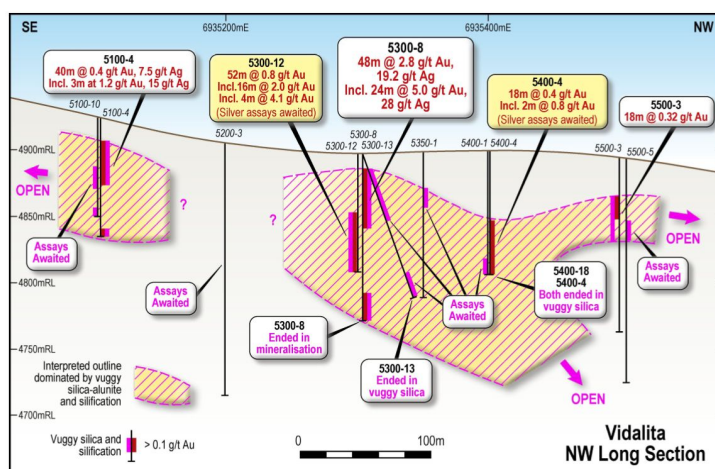 SE
6935200mE
6935400mE
NW
5100-4
40m @ 0.4 g/t Au, 7.5 g/t Ag
Incl. 3m at 1.2 g/t Au, 15 g/t Ag
5300-12
52m @ 0.8 g/t Au
Incl.16m @ 2.0 g/t Au
Incl. 4m @ 4.1 g/t Au
(Silver assays awaited)
5300-8
48m @ 2.8 g/t Au,
19.2 g/t Ag
Incl. 24m @ 5.0 g/t Au,
28 g/t Ag
5400-4
18m @ 0.4 g/t Au
Incl. 2m @ 0.8 g/t Au
(Silver assays awaited)
5500-3
18m @ 0.32 g/t Au
5100-10
5100-4
5200-3
5300-8
5300-12
5300-13
5350-1
5400-1
5400-4
5500-3
5500-5
4900mRL
4850mRL
4800mRL
4750mRL
4700mRL
OPEN
?
?
OPEN
OPEN
Assays
Awaited
Assays
Awaited
Assays
Awaited
Assays
Awaited
5300-8
Ended in
mineralisation
5300-13
Ended in
vuggy silica
5400-18
5400-4
Both ended in
vuggy silica
Interpreted outline
dominated by vuggy
silica-alunite
and silification
Vuggy silica and
silification
> 0.1 g/t Au
0
100m
Vidalita
NW Long Section